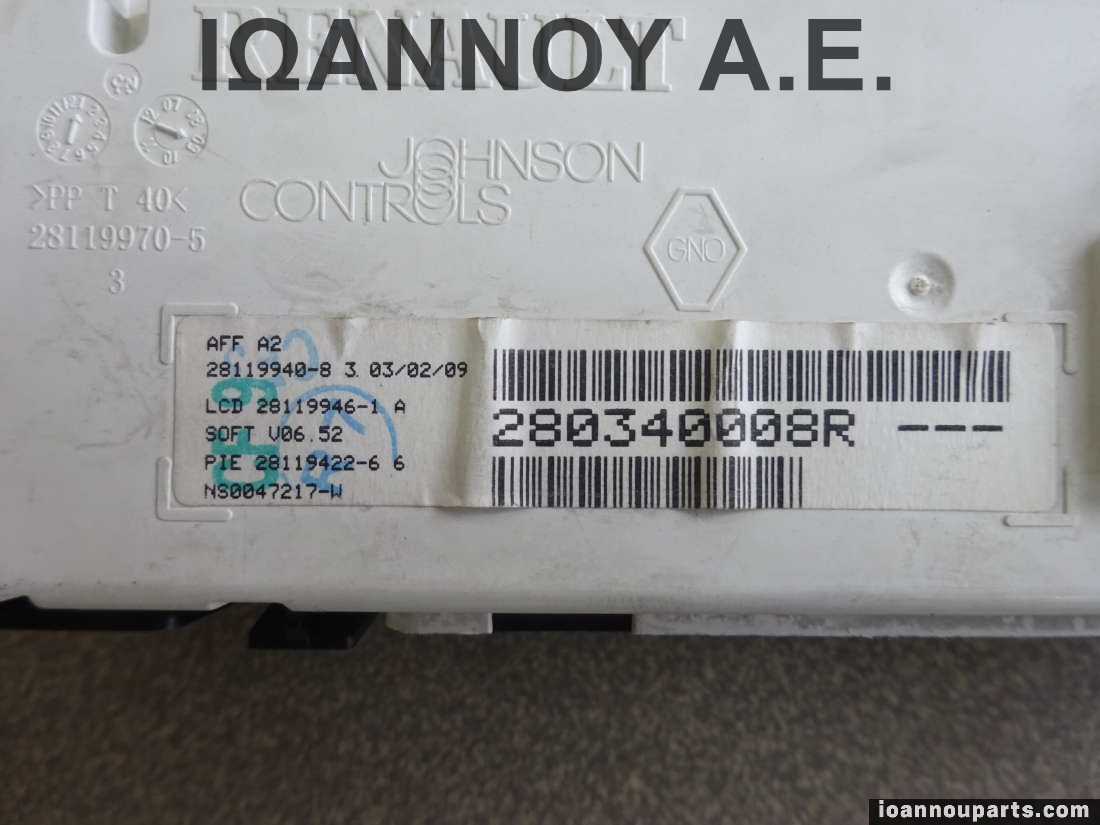 ΙΩΑΝΝΟΥ Α.Ε.
RENAULT
JOHNSON
CONTROLS
>PP T 40<
28119970-5
3
GNO
AFF A2
28119940-8 3 03/02/09
LCD 28119946-1 A
SOFT V06.52
PIE 28119422-6 6
NS0047217-W
280340008R ---
ioannouparts.com